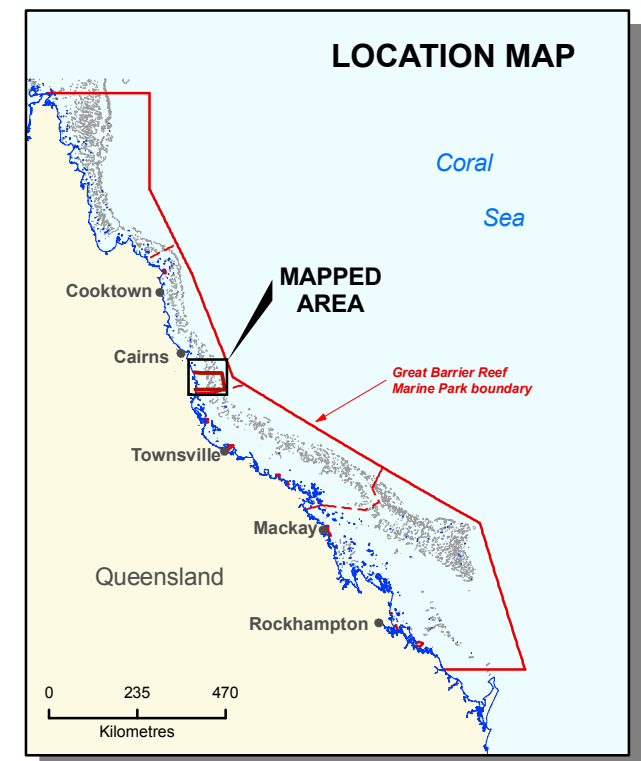 LOCATION MAP
Coral
Sea
MAPPED
AREA
Cooktown
Cairns
Great Barrier Reef
Marine Park boundary
Townsville
Mackay
Queensland
Rockhampton
0 235 470
Kilometres